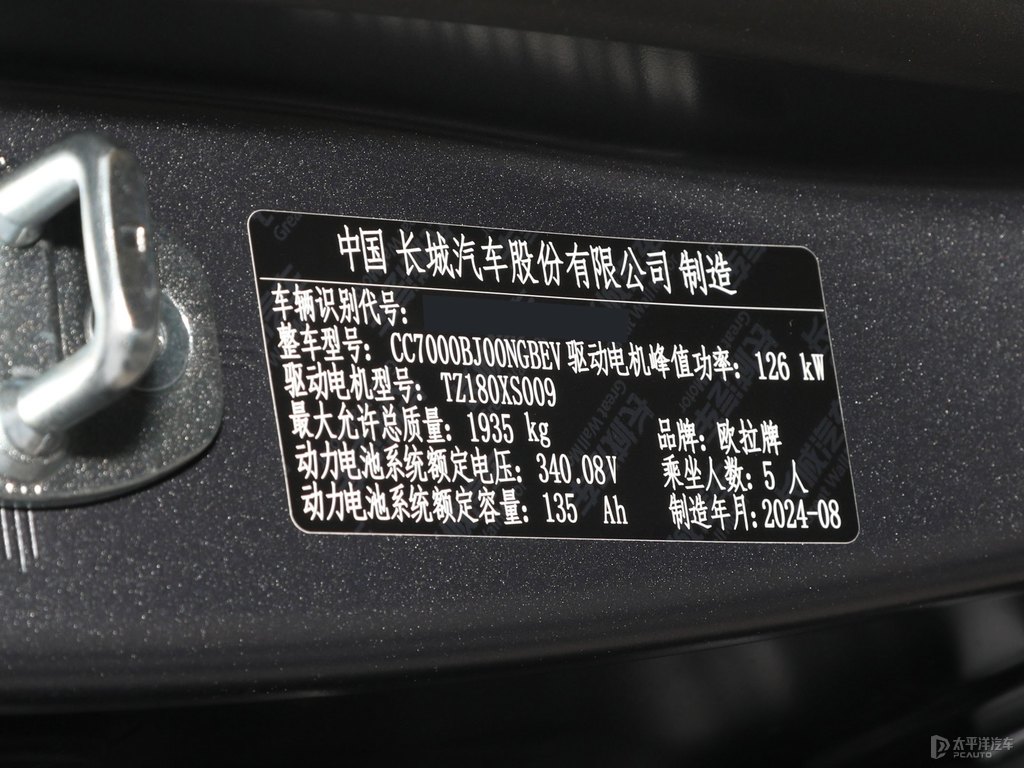 中国 长城汽车股份有限公司 制造
车辆识别代号:
整车型号: CC7000BJ00NGBEV 驱动电机峰值功率: 126 kW
驱动电机型号: TZ180XS009
最大允许总质量: 1935 kg 品牌: 欧拉牌
动力电池系统额定电压: 340.08V 乘坐人数: 5 人
动力电池系统额定容量: 135 Ah 制造年月: 2024-08
太平洋汽车
PCAUTO